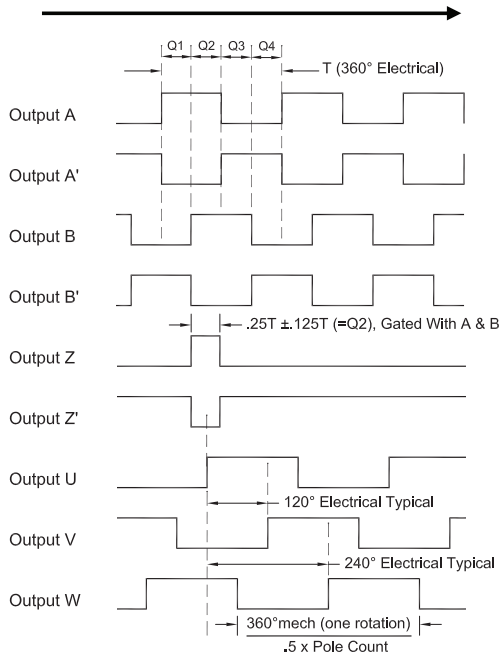 Q1 Q2 Q3 Q4
T (360° Electrical)
Output A
Output A'
Output B
Output B'
.25T ±.125T (=Q2), Gated With A & B
Output Z
Output Z'
Output U
120° Electrical Typical
Output V
240° Electrical Typical
Output W
360°mech (one rotation)
.5 x Pole Count